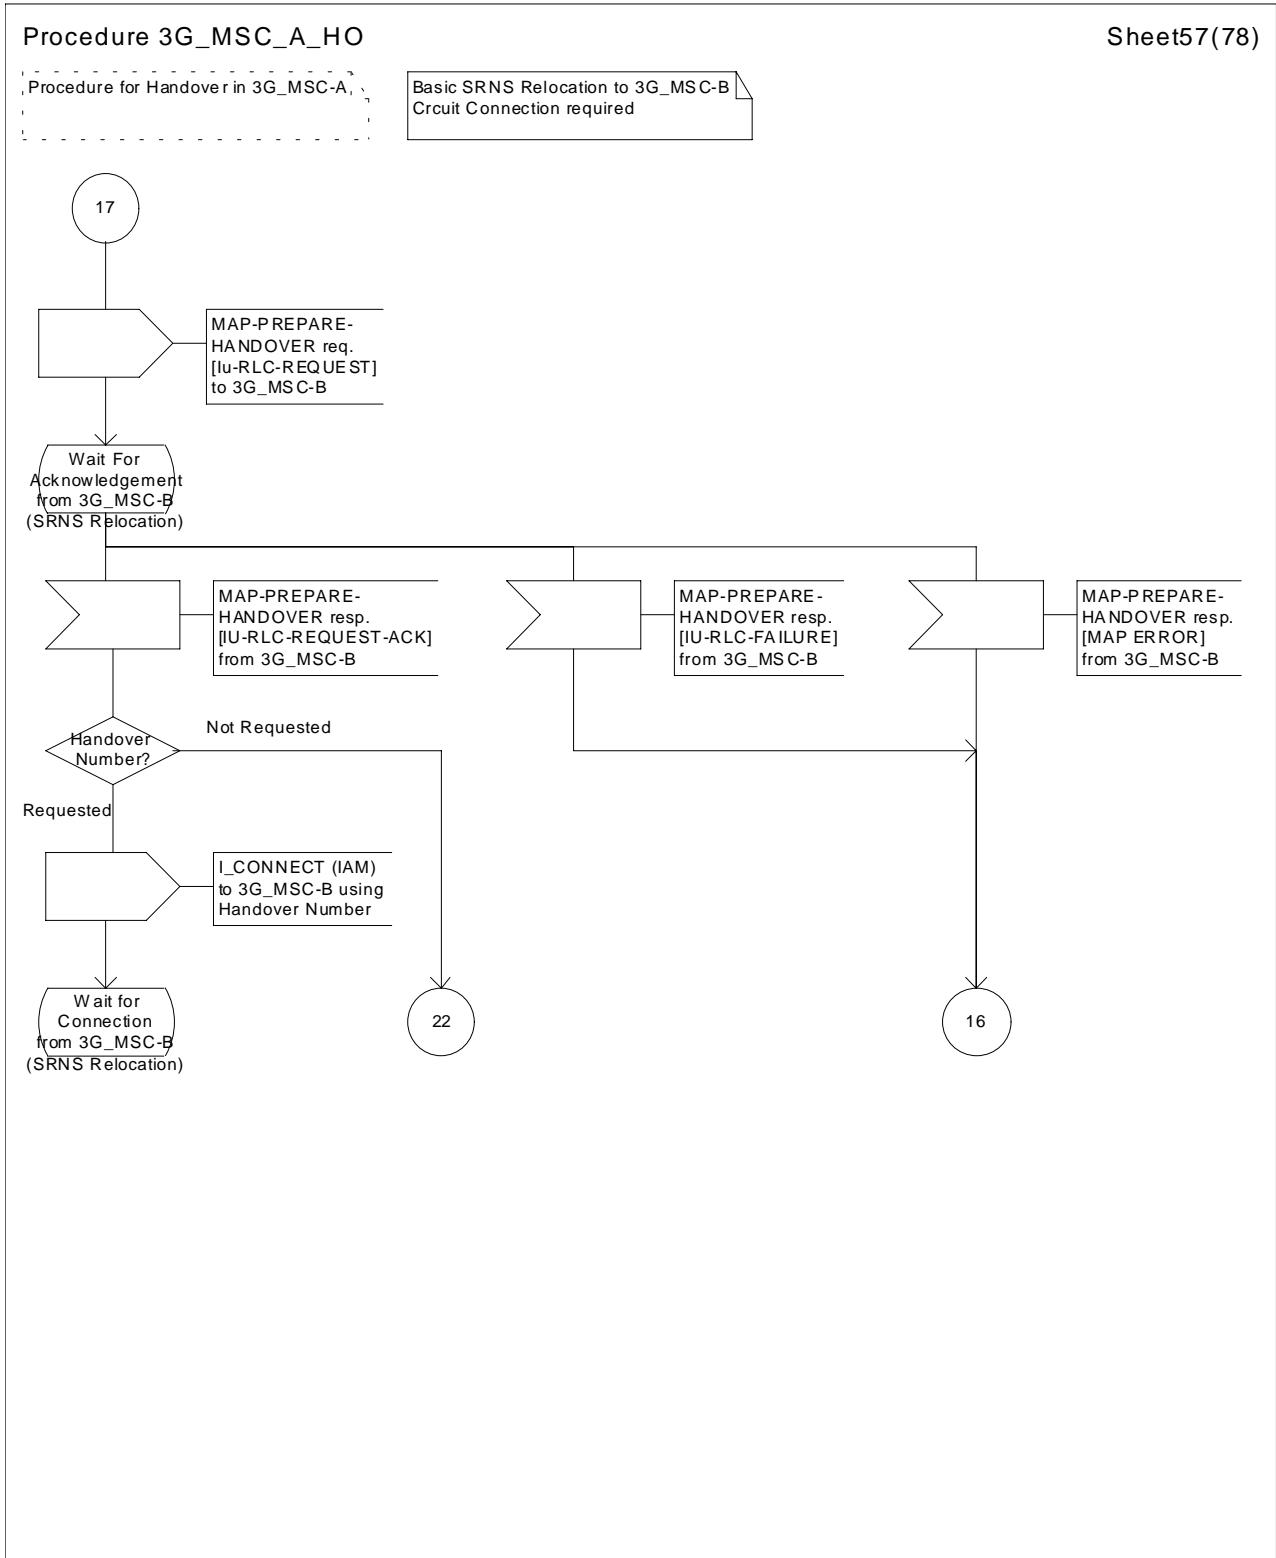 Procedure 3G_MSC_A_HO
Sheet57(78)
Procedure for Handover in 3G_MSC-A
Basic SRNS Relocation to 3G_MSC-B
Crcuit Connection required
17
MAP-PREPARE-
HANDOVER req.
[Iu-RLC-REQUEST]
to 3G_MSC-B
Wait For
Acknowledgement
from 3G_MSC-B
(SRNS Relocation)
MAP-PREPARE-
HANDOVER resp.
[IU-RLC-REQUEST-ACK]
from 3G_MSC-B
MAP-PREPARE-
HANDOVER resp.
[IU-RLC-FAILURE]
from 3G_MSC-B
MAP-PREPARE-
HANDOVER resp.
[MAP ERROR]
from 3G_MSC-B
Handover
Number?
Not Requested
Requested
I_CONNECT (IAM)
to 3G_MSC-B using
Handover Number
Wait for
Connection
from 3G_MSC-B
(SRNS Relocation)
22
16